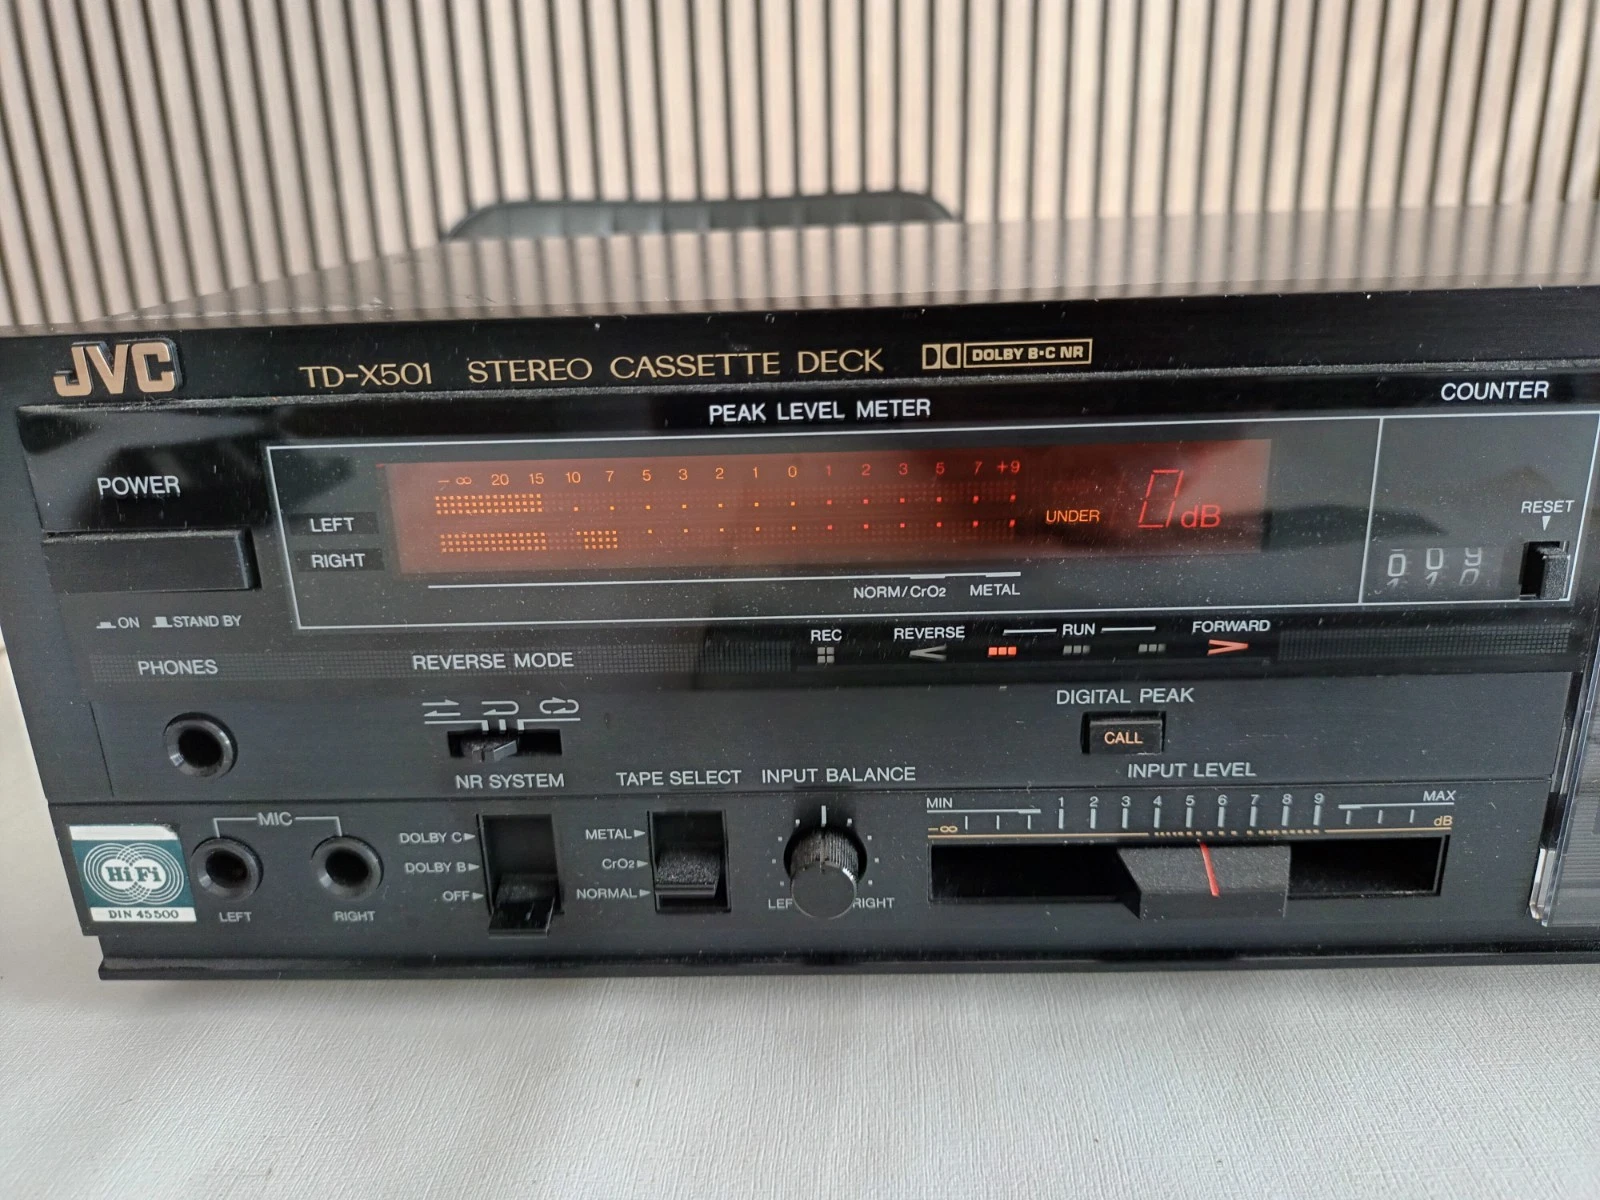 JVC
TD-X501 STEREO CASSETTE DECK DOLBY B·C NR
PEAK LEVEL METER
COUNTER
POWER
− ∞ 20 15 10 7 5 3 2 1 0 1 2 3 5 7 +9
LEFT
RIGHT
UNDER 0 dB
RESET
NORM/CrO2 METAL
ON STAND BY
REC REVERSE RUN FORWARD
PHONES
REVERSE MODE
DIGITAL PEAK
CALL
NR SYSTEM TAPE SELECT INPUT BALANCE INPUT LEVEL
MIN 1 2 3 4 5 6 7 8 9 MAX
−∞ dB
MIC
DOLBY C
DOLBY B
OFF
METAL
CrO2
NORMAL
LEFT RIGHT
HiFi
DIN 45500
LEFT RIGHT